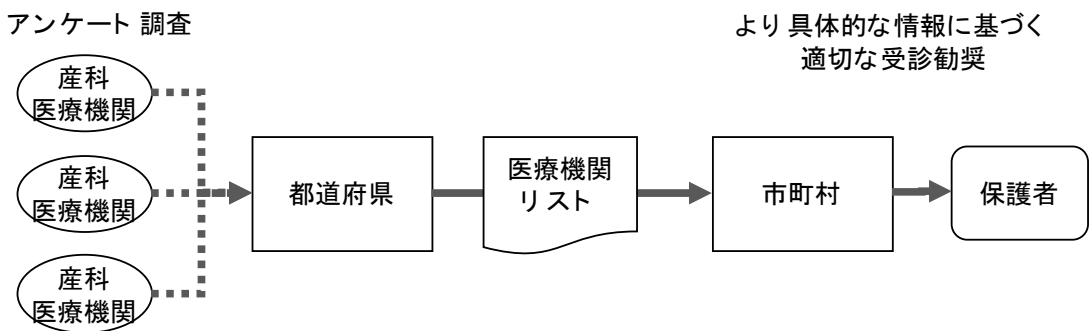 アンケート調査
より具体的な情報に基づく
適切な受診勧奨
産科
医療機関
産科
医療機関
産科
医療機関
都道府県
医療機関
リスト
市町村
保護者